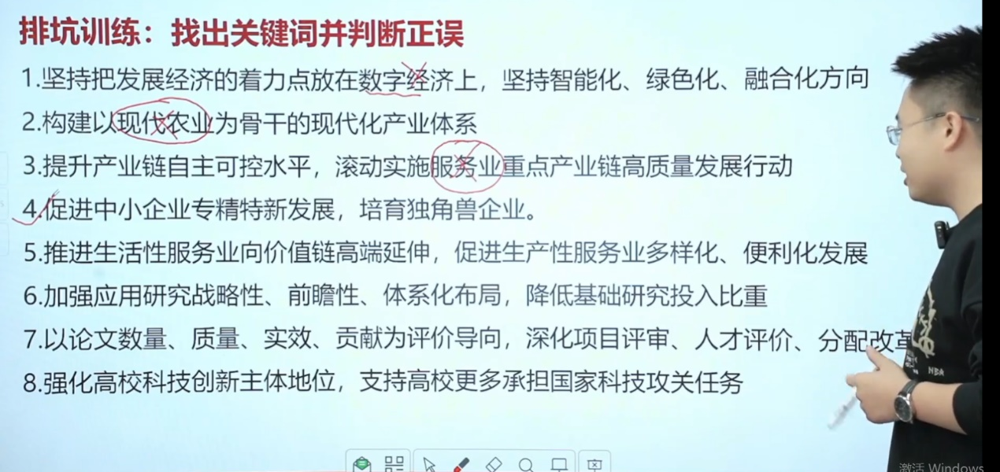 排坑训练：找出关键词并判断正误
1.坚持把发展经济的着力点放在数字经济上，坚持智能化、绿色化、融合化方向
2.构建以现代农业为骨干的现代化产业体系
3.提升产业链自主可控水平，滚动实施服务业重点产业链高质量发展行动
4.促进中小企业专精特新发展，培育独角兽企业。
5.推进生活性服务业向价值链高端延伸，促进生产性服务业多样化、便利化发展
6.加强应用研究战略性、前瞻性、体系化布局，降低基础研究投入比重
7.以论文数量、质量、实效、贡献为评价导向，深化项目评审、人才评价、分配改革
8.强化高校科技创新主体地位，支持高校更多承担国家科技攻关任务
NBA
激活 Windows